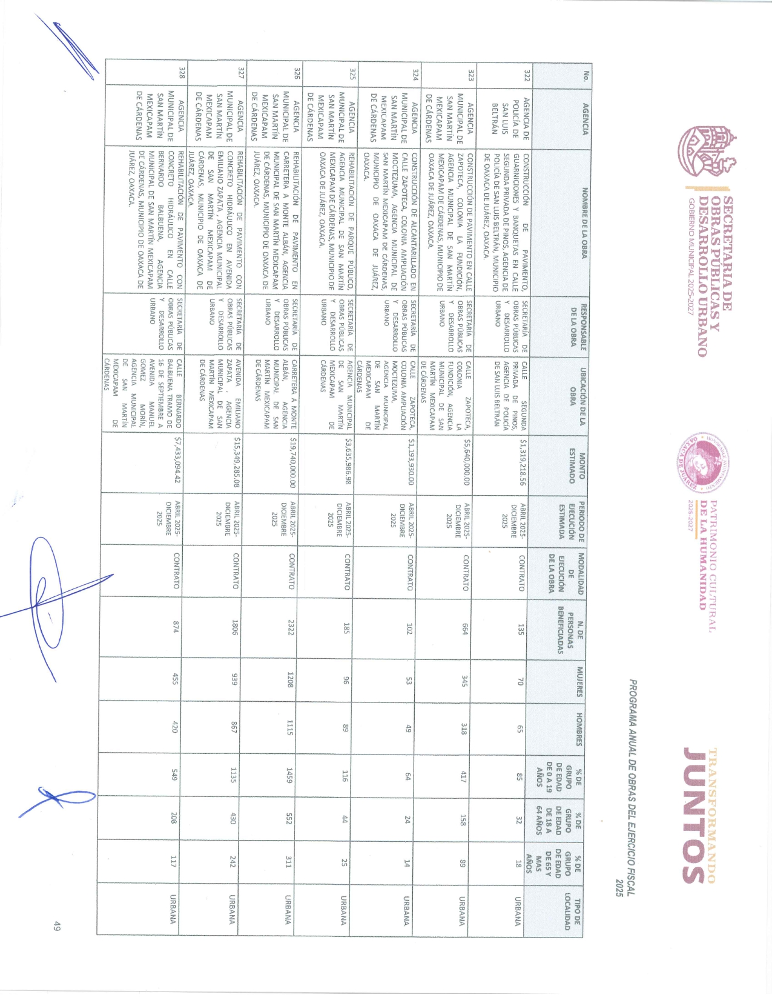 SECRETARIA DE
OBRAS PÚBLICAS Y
DESARROLLO URBANO
GOBIERNO MUNICIPAL 2025-2027
HONORABLE AYUNTAMIENTO
OAXACA DE JUÁREZ
PATRIMONIO CULTURAL
DE LA HUMANIDAD
2025-2027
TRANSFORMANDO
JUNTOS
PROGRAMA ANUAL DE OBRAS DEL EJERCICIO FISCAL
2025
No.
AGENCIA
NOMBRE DE LA OBRA
RESPONSABLE
DE LA OBRA
UBICACIÓN DE LA
OBRA
MONTO
ESTIMADO
PERIODO DE
EJECUCIÓN
ESTIMADA
MODALIDAD
DE
EJECUCIÓN
DE LA OBRA
N. DE
PERSONAS
BENEFICIADAS
MUJERES
HOMBRES
% DE
GRUPO
DE EDAD
DE 0 A 19
AÑOS
% DE
GRUPO
DE EDAD
DE 18 A
64 AÑOS
% DE
GRUPO
DE EDAD
DE 65 Y
MAS
AÑOS
TIPO DE
LOCALIDAD
322
AGENCIA DE
POLICÍA DE
SAN LUIS
BELTRÁN
CONSTRUCCIÓN DE PAVIMENTO,
GUARNICIONES Y BANQUETAS EN CALLE
SEGUNDA PRIVADA DE PINOS, AGENCIA DE
POLICÍA DE SAN LUIS BELTRÁN, MUNICIPIO
DE OAXACA DE JUÁREZ, OAXACA.
SECRETARÍA DE
OBRAS PÚBLICAS
Y DESARROLLO
URBANO
CALLE SEGUNDA
PRIVADA DE PINOS,
AGENCIA DE POLICÍA
DE SAN LUIS BELTRÁN
$1,319,218.56
ABRIL 2025-
DICIEMBRE
2025
CONTRATO
135
70
65
85
32
18
URBANA
323
AGENCIA
MUNICIPAL DE
SAN MARTÍN
MEXICAPAM
DE CÁRDENAS
CONSTRUCCIÓN DE PAVIMENTO EN CALLE
ZAPOTECA, COLONIA LA FUNDICIÓN,
AGENCIA MUNICIPAL DE SAN MARTÍN
MEXICAPAM DE CÁRDENAS, MUNICIPIO DE
OAXACA DE JUÁREZ, OAXACA.
SECRETARÍA DE
OBRAS PÚBLICAS
Y DESARROLLO
URBANO
CALLE ZAPOTECA,
COLONIA LA
FUNDICIÓN, AGENCIA
MUNICIPAL DE SAN
MARTÍN MEXICAPAM
DE CÁRDENAS
$5,640,000.00
ABRIL 2025-
DICIEMBRE
2025
CONTRATO
664
345
318
417
158
89
URBANA
324
AGENCIA
MUNICIPAL DE
SAN MARTÍN
MEXICAPAM
DE CÁRDENAS
CONSTRUCCIÓN DE ALCANTARILLADO EN
CALLE ZAPOTECA, COLONIA AMPLIACIÓN
MOCTEZUMA, AGENCIA MUNICIPAL DE
SAN MARTÍN MEXICAPAM DE CÁRDENAS,
MUNICIPIO DE OAXACA DE JUÁREZ,
OAXACA.
SECRETARÍA DE
OBRAS PÚBLICAS
Y DESARROLLO
URBANO
CALLE ZAPOTECA,
COLONIA AMPLIACIÓN
MOCTEZUMA,
AGENCIA MUNICIPAL
DE SAN MARTÍN
MEXICAPAM DE
CÁRDENAS
$1,193,930.00
ABRIL 2025-
DICIEMBRE
2025
CONTRATO
102
53
49
64
24
14
URBANA
325
AGENCIA
MUNICIPAL DE
SAN MARTÍN
MEXICAPAM
DE CÁRDENAS
REHABILITACIÓN DE PARQUE PÚBLICO,
AGENCIA MUNICIPAL DE SAN MARTÍN
MEXICAPAM DE CÁRDENAS, MUNICIPIO DE
OAXACA DE JUÁREZ, OAXACA.
SECRETARÍA DE
OBRAS PÚBLICAS
Y DESARROLLO
URBANO
AGENCIA MUNICIPAL
DE SAN MARTÍN
MEXICAPAM DE
CÁRDENAS
$3,635,986.98
ABRIL 2025-
DICIEMBRE
2025
CONTRATO
185
96
89
116
44
25
URBANA
326
AGENCIA
MUNICIPAL DE
SAN MARTÍN
MEXICAPAM
DE CÁRDENAS
REHABILITACIÓN DE PAVIMENTO EN
CARRETERA A MONTE ALBÁN, AGENCIA
MUNICIPAL DE SAN MARTÍN MEXICAPAM
DE CÁRDENAS, MUNICIPIO DE OAXACA DE
JUÁREZ, OAXACA.
SECRETARÍA DE
OBRAS PÚBLICAS
Y DESARROLLO
URBANO
CARRETERA A MONTE
ALBÁN, AGENCIA
MUNICIPAL DE SAN
MARTÍN MEXICAPAM
DE CÁRDENAS
$19,740,000.00
ABRIL 2025-
DICIEMBRE
2025
CONTRATO
2322
1208
1115
1459
552
311
URBANA
327
AGENCIA
MUNICIPAL DE
SAN MARTÍN
MEXICAPAM
DE CÁRDENAS
REHABILITACIÓN DE PAVIMENTO CON
CONCRETO HIDRÁULICO EN AVENIDA
EMILIANO ZAPATA , AGENCIA MUNICIPAL
DE SAN MARTÍN MEXICAPAM DE
CÁRDENAS, MUNICIPIO DE OAXACA DE
JUÁREZ, OAXACA.
SECRETARÍA DE
OBRAS PÚBLICAS
Y DESARROLLO
URBANO
AVENIDA EMILIANO
ZAPATA , AGENCIA
MUNICIPAL DE SAN
MARTÍN MEXICAPAM
DE CÁRDENAS
$15,349,285.08
ABRIL 2025-
DICIEMBRE
2025
CONTRATO
1806
939
867
1135
430
242
URBANA
328
AGENCIA
MUNICIPAL DE
SAN MARTÍN
MEXICAPAM
DE CÁRDENAS
REHABILITACIÓN DE PAVIMENTO CON
CONCRETO HIDRÁULICO EN CALLE
BERNARDO BALBUENA, AGENCIA
MUNICIPAL DE SAN MARTÍN MEXICAPAM
DE CÁRDENAS, MUNICIPIO DE OAXACA DE
JUÁREZ, OAXACA.
SECRETARÍA DE
OBRAS PÚBLICAS
Y DESARROLLO
URBANO
CALLE BERNARDO
BALBUENA TRAMO DE
16 DE SEPTIEMBRE A
AVENIDA MANUEL
GOMEZ MORÍN,
AGENCIA MUNICIPAL
DE SAN MARTÍN
MEXICAPAM DE
CÁRDENAS
$7,433,094.42
ABRIL 2025-
DICIEMBRE
2025
CONTRATO
874
455
420
549
208
117
URBANA
49